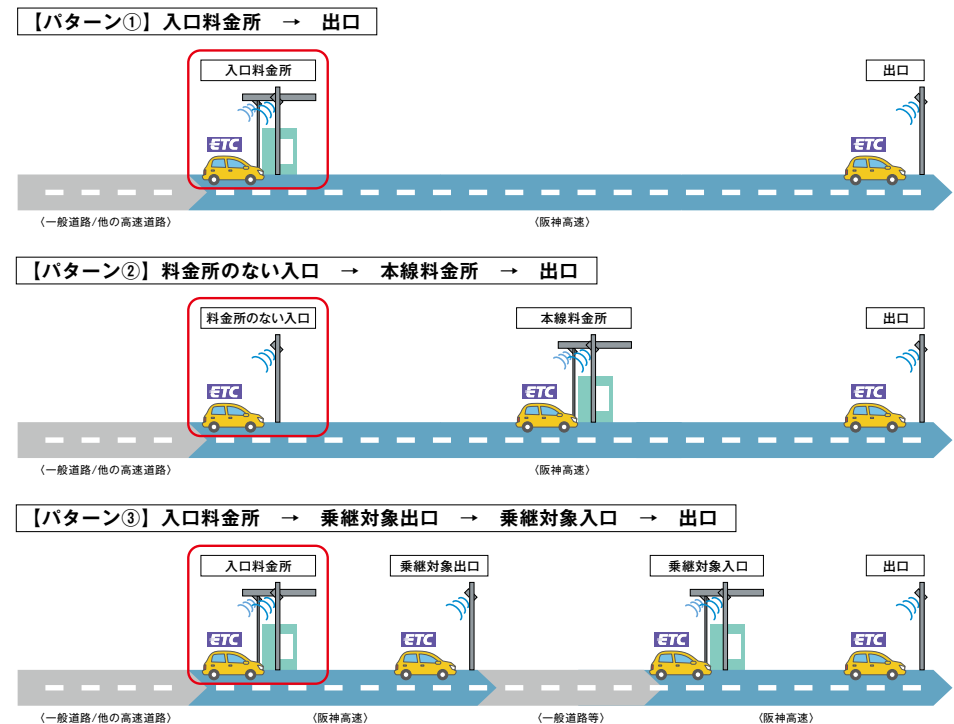 【パターン①】入口料金所 → 出口
入口料金所
出口
ETC
ETC
〈一般道路/他の高速道路〉
〈阪神高速〉
【パターン②】料金所のない入口 → 本線料金所 → 出口
料金所のない入口
本線料金所
出口
ETC
ETC
ETC
〈一般道路/他の高速道路〉
〈阪神高速〉
【パターン③】入口料金所 → 乗継対象出口 → 乗継対象入口 → 出口
入口料金所
乗継対象出口
乗継対象入口
出口
ETC
ETC
ETC
ETC
〈一般道路/他の高速道路〉
〈阪神高速〉
〈一般道路等〉
〈阪神高速〉